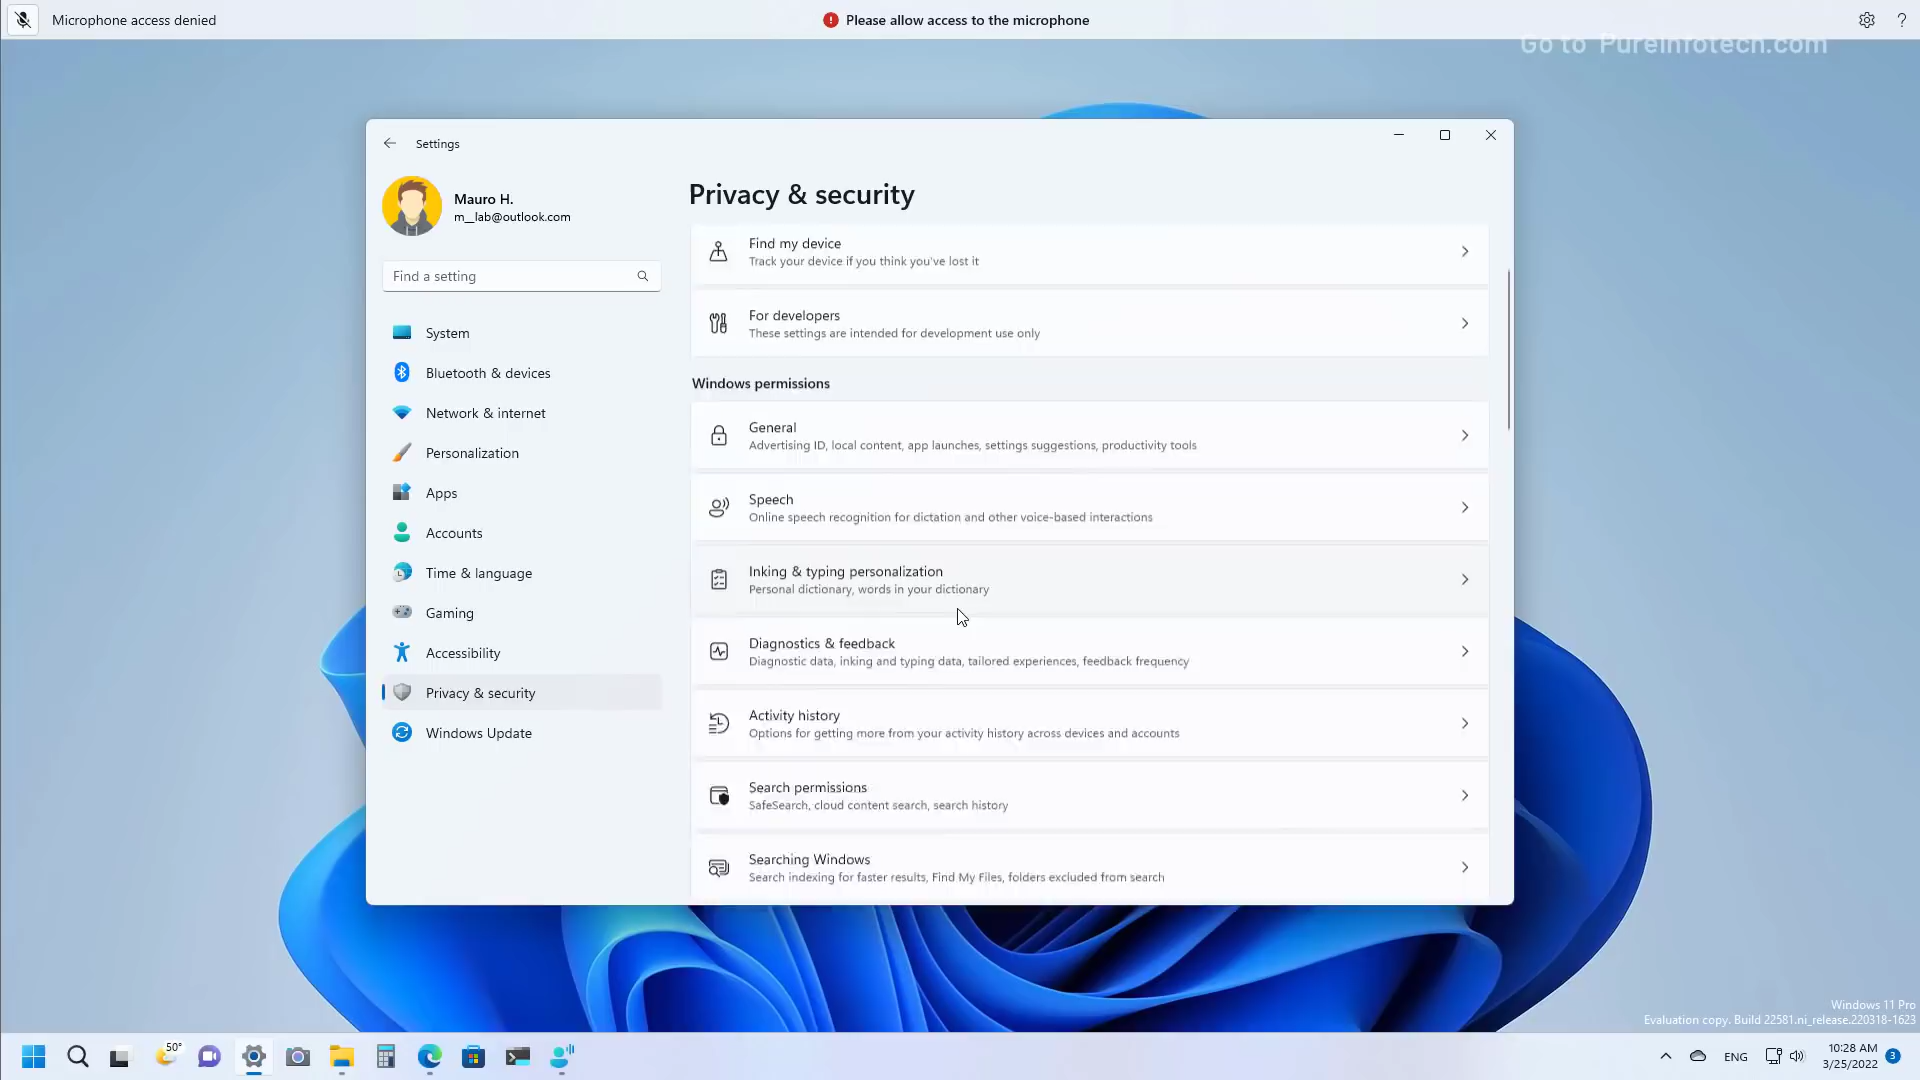 Microphone access denied
Please allow access to the microphone
?
Go to PureInfotech.com
Settings
Mauro H.
m__lab@outlook.com
Find a setting
System
Bluetooth & devices
Network & internet
Personalization
Apps
Accounts
Time & language
Gaming
Accessibility
Privacy & security
Windows Update
Privacy & security
Find my device
Track your device if you think you've lost it
For developers
These settings are intended for development use only
Windows permissions
General
Advertising ID, local content, app launches, settings suggestions, productivity tools
Speech
Online speech recognition for dictation and other voice-based interactions
Inking & typing personalization
Personal dictionary, words in your dictionary
Diagnostics & feedback
Diagnostic data, inking and typing data, tailored experiences, feedback frequency
Activity history
Options for getting more from your activity history across devices and accounts
Search permissions
SafeSearch, cloud content search, search history
Searching Windows
Search indexing for faster results, Find My Files, folders excluded from search
Windows 11 Pro
Evaluation copy. Build 22581.ni_release.220318-1623
50°
ENG
10:28 AM
3/25/2022
3